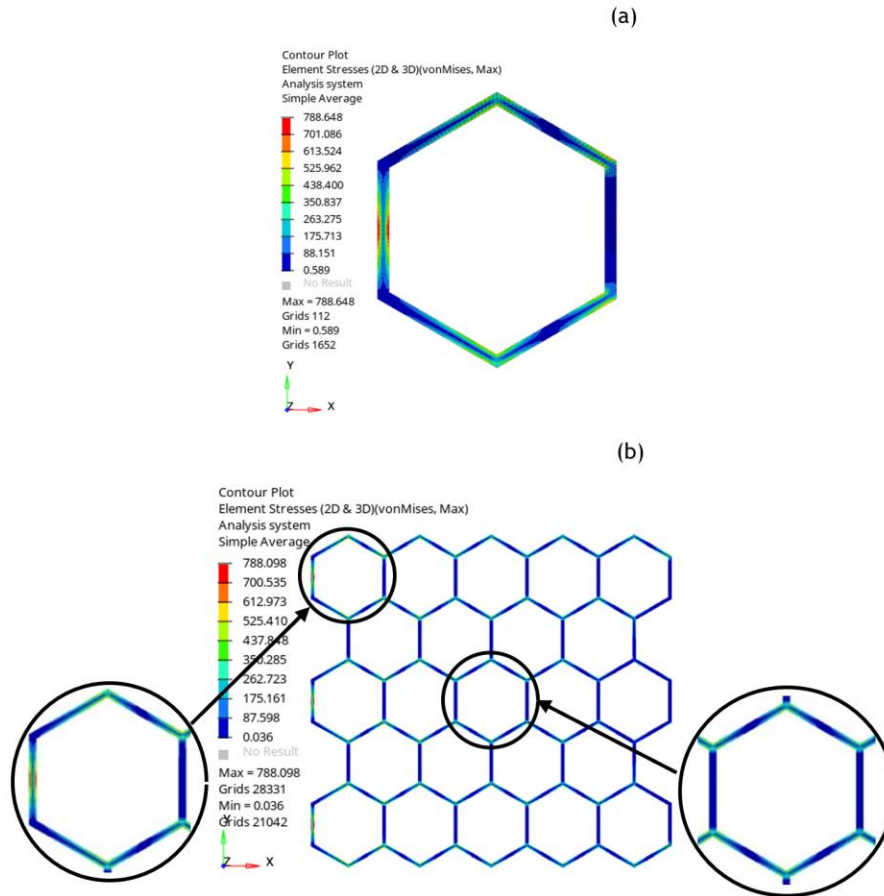 (a)
Contour Plot
Element Stresses (2D & 3D)(vonMises, Max)
Analysis system
Simple Average
788.648
701.086
613.524
525.962
438.400
350.837
263.275
175.713
88.151
0.589
No Result
Max = 788.648
Grids 112
Min = 0.589
Grids 1652
Y
Z X
(b)
Contour Plot
Element Stresses (2D & 3D)(vonMises, Max)
Analysis system
Simple Average
788.098
700.535
612.973
525.410
437.848
350.285
262.723
175.161
87.598
0.036
No Result
Max = 788.098
Grids 28331
Min = 0.036
Grids 21042
Y
Z X